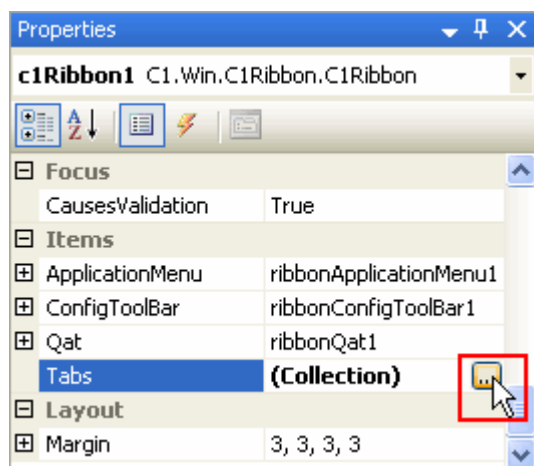 Properties
c1Ribbon1 C1.Win.C1Ribbon.C1Ribbon
A
Z
Focus
CausesValidation True
Items
ApplicationMenu ribbonApplicationMenu1
ConfigToolBar ribbonConfigToolBar1
Qat ribbonQat1
Tabs (Collection) ...
Layout
Margin 3, 3, 3, 3